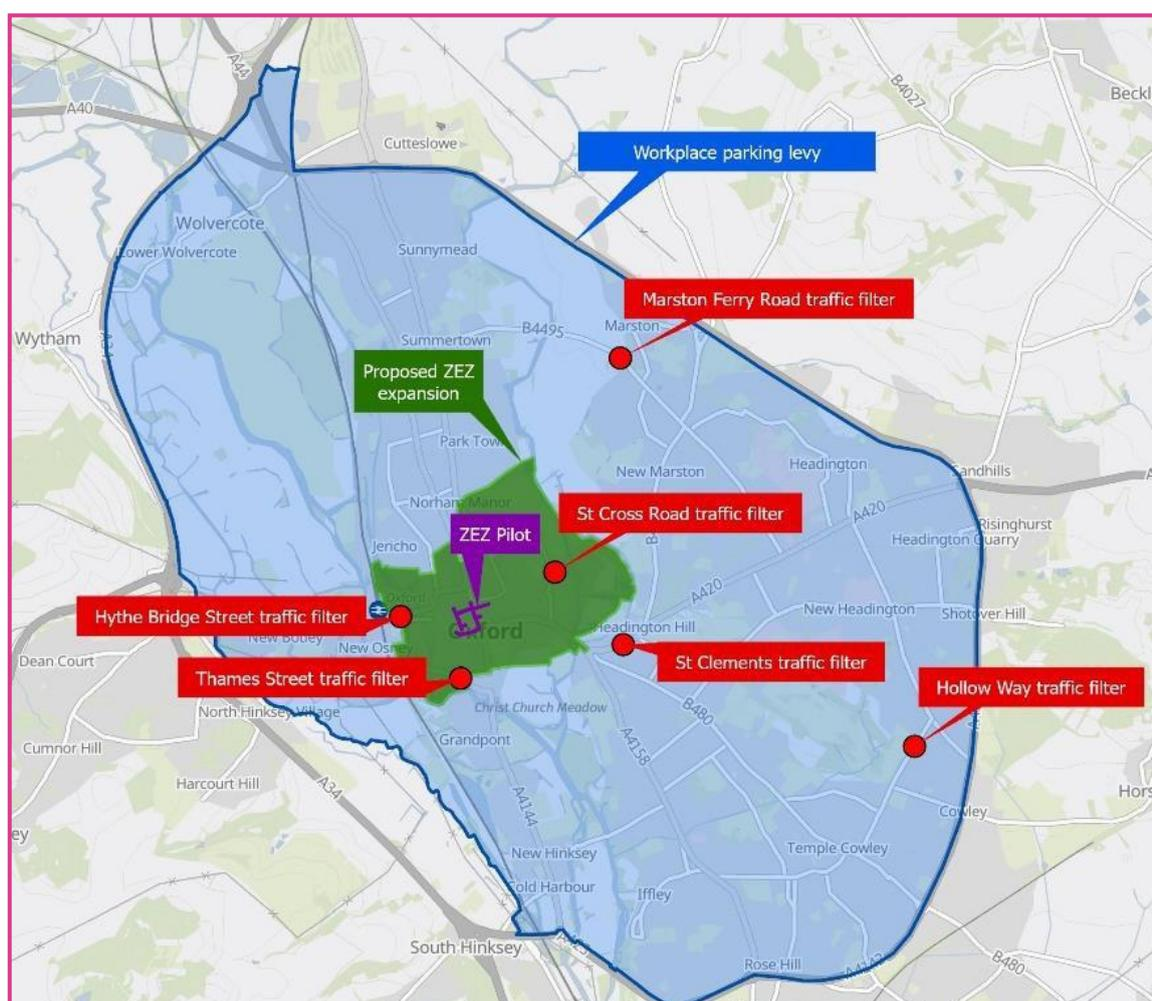 A44
A40
Cutteslowe
B4027
Workplace parking levy
Wolvercote
Lower Wolvercote
Sunnymead
Marston Ferry Road traffic filter
B4495
Marston
Wytham
Summertown
Proposed ZEZ
expansion
Park Town
New Marston
Headington
Sandhills
Norham Manor
St Cross Road traffic filter
A420
Risinghurst
ZEZ Pilot
Headington Quarry
Jericho
A420
Oxford
New Headington
Shotover Hill
Hythe Bridge Street traffic filter
Oxford
Headington Hill
New Botley
New Osney
Dean Court
St Clements traffic filter
Thames Street traffic filter
Hollow Way traffic filter
North Hinksey Village
Christ Church Meadow
B480
Cumnor Hill
Grandpont
A4158
Harcourt Hill
A34
A4144
Cowley
New Hinksey
Temple Cowley
Cold Harbour
Iffley
South Hinksey
Rose Hill
B480